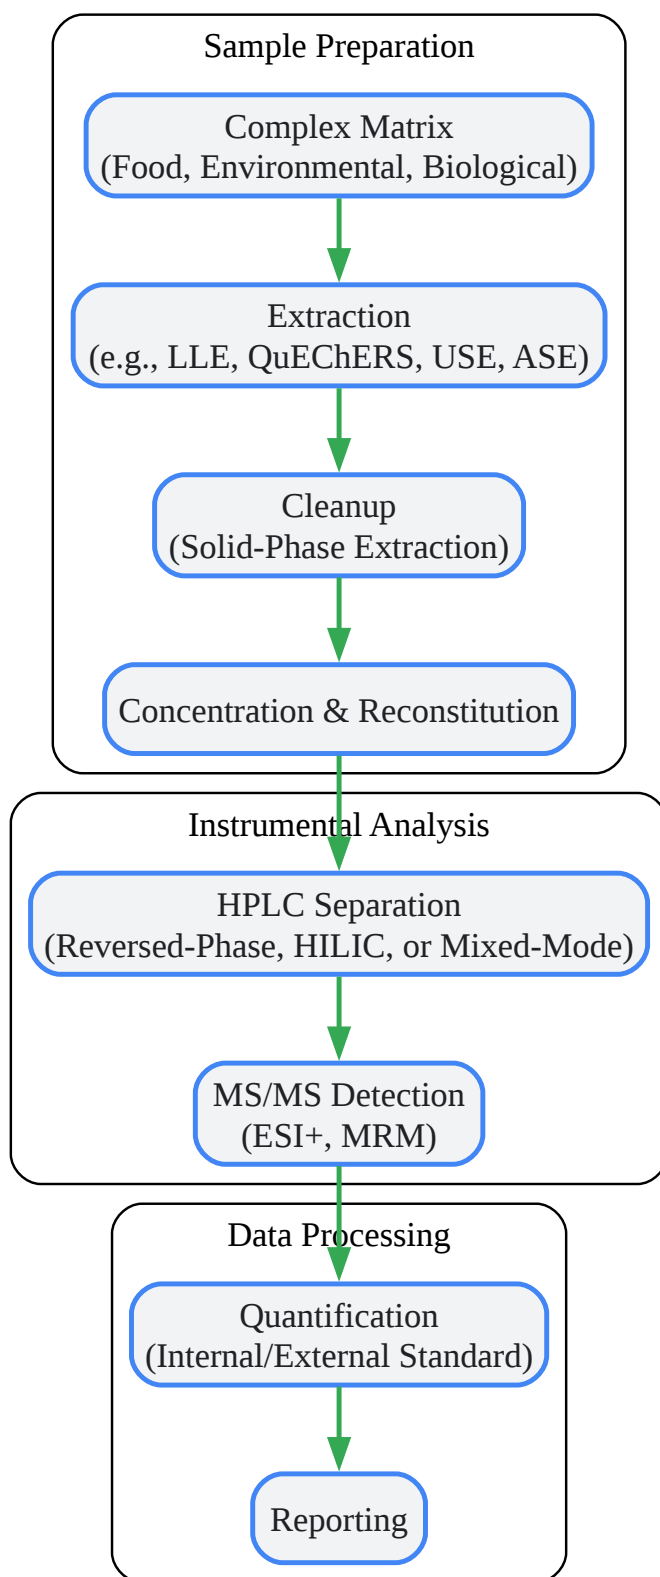 Sample Preparation
Complex Matrix
(Food, Environmental, Biological)
Extraction
(e.g., LLE, QuEChERS, USE, ASE)
Cleanup
(Solid-Phase Extraction)
Concentration & Reconstitution
Instrumental Analysis
HPLC Separation
(Reversed-Phase, HILIC, or Mixed-Mode)
MS/MS Detection
(ESI+, MRM)
Data Processing
Quantification
(Internal/External Standard)
Reporting